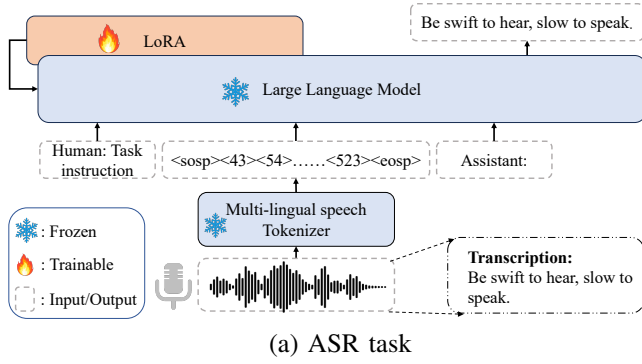 Be swift to hear, slow to speak.
LoRA
Large Language Model
Human: Task
instruction
<sosp><43><54>……<523><eosp>
Assistant:
Multi-lingual speech
Tokenizer
: Frozen
: Trainable
: Input/Output
Transcription:
Be swift to hear, slow to
speak.
(a) ASR task